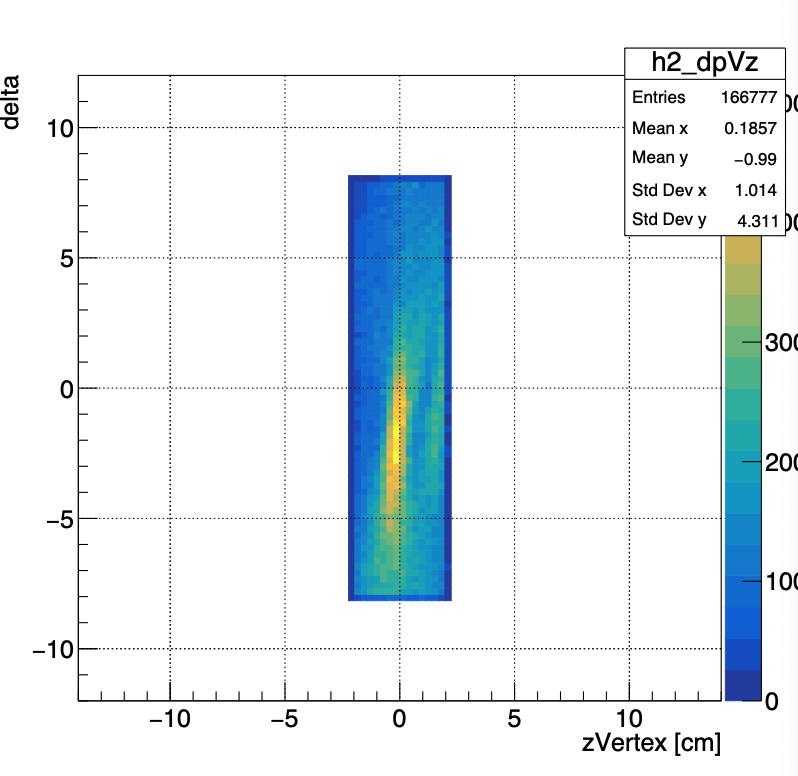 h2_dpVz
Entries 166777
Mean x 0.1857
Mean y −0.99
Std Dev x 1.014
Std Dev y 4.311
delta
10
5
0
−5
−10
−10 −5 0 5 10
zVertex [cm]
300
200
100
0